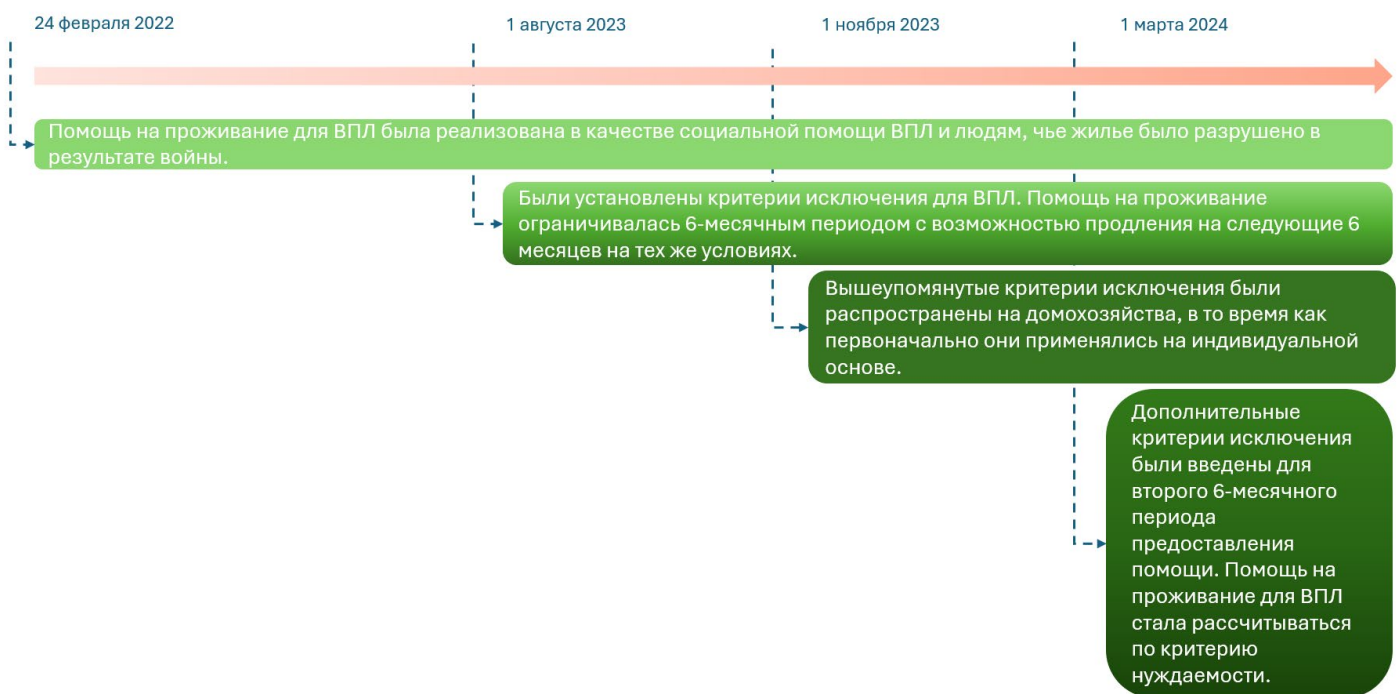 24 февраля 2022
1 августа 2023
1 ноября 2023
1 марта 2024
Помощь на проживание для ВПЛ была реализована в качестве социальной помощи ВПЛ и людям, чье жилье было разрушено в
результате войны.
Были установлены критерии исключения для ВПЛ. Помощь на проживание
ограничивалась 6-месячным периодом с возможностью продления на следующие 6
месяцев на тех же условиях.
Вышеупомянутые критерии исключения были
распространены на домохозяйства, в то время как
первоначально они применялись на индивидуальной
основе.
Дополнительные
критерии исключения
были введены для
второго 6-месячного
периода
предоставления
помощи. Помощь на
проживание для ВПЛ
стала рассчитываться
по критерию
нуждаемости.